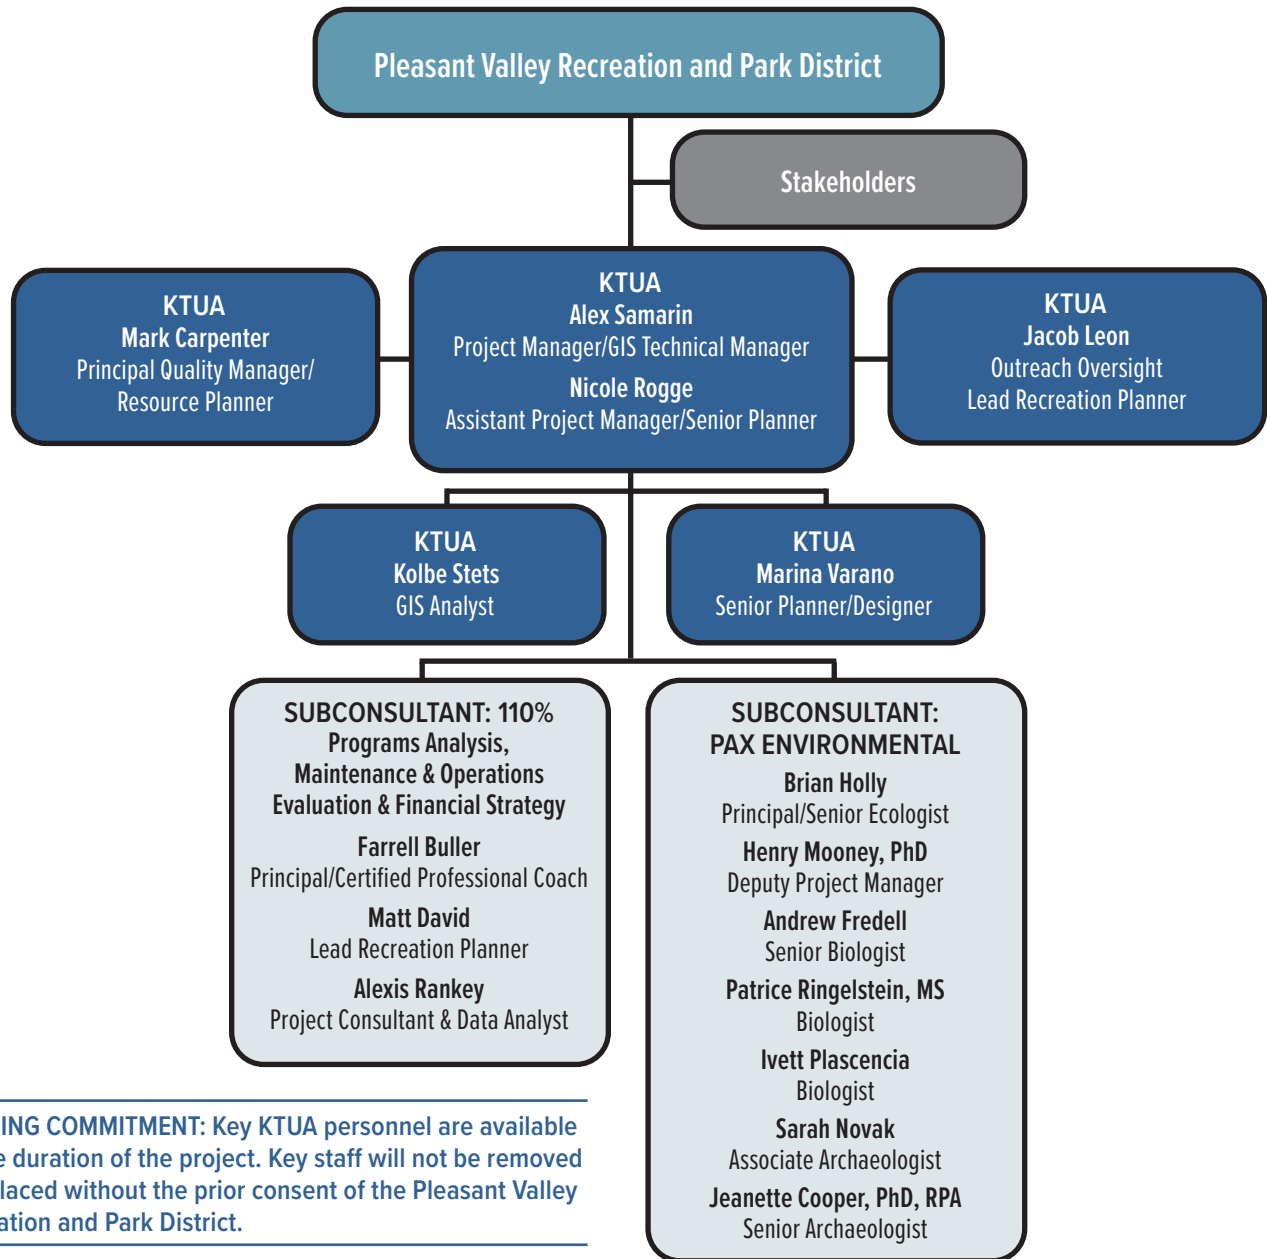 Pleasant Valley Recreation and Park District
Stakeholders
KTUA
Mark Carpenter
Principal Quality Manager/
Resource Planner
KTUA
Alex Samarin
Project Manager/GIS Technical Manager
Nicole Rogge
Assistant Project Manager/Senior Planner
KTUA
Jacob Leon
Outreach Oversight
Lead Recreation Planner
KTUA
Kolbe Stets
GIS Analyst
KTUA
Marina Varano
Senior Planner/Designer
SUBCONSULTANT: 110%
Programs Analysis,
Maintenance & Operations
Evaluation & Financial Strategy
Farrell Buller
Principal/Certified Professional Coach
Matt David
Lead Recreation Planner
Alexis Rankey
Project Consultant & Data Analyst
SUBCONSULTANT:
PAX ENVIRONMENTAL
Brian Holly
Principal/Senior Ecologist
Henry Mooney, PhD
Deputy Project Manager
Andrew Fredell
Senior Biologist
Patrice Ringelstein, MS
Biologist
Ivett Plascencia
Biologist
Sarah Novak
Associate Archaeologist
Jeanette Cooper, PhD, RPA
Senior Archaeologist
ING COMMITMENT: Key KTUA personnel are available
e duration of the project. Key staff will not be removed
laced without the prior consent of the Pleasant Valley
ation and Park District.